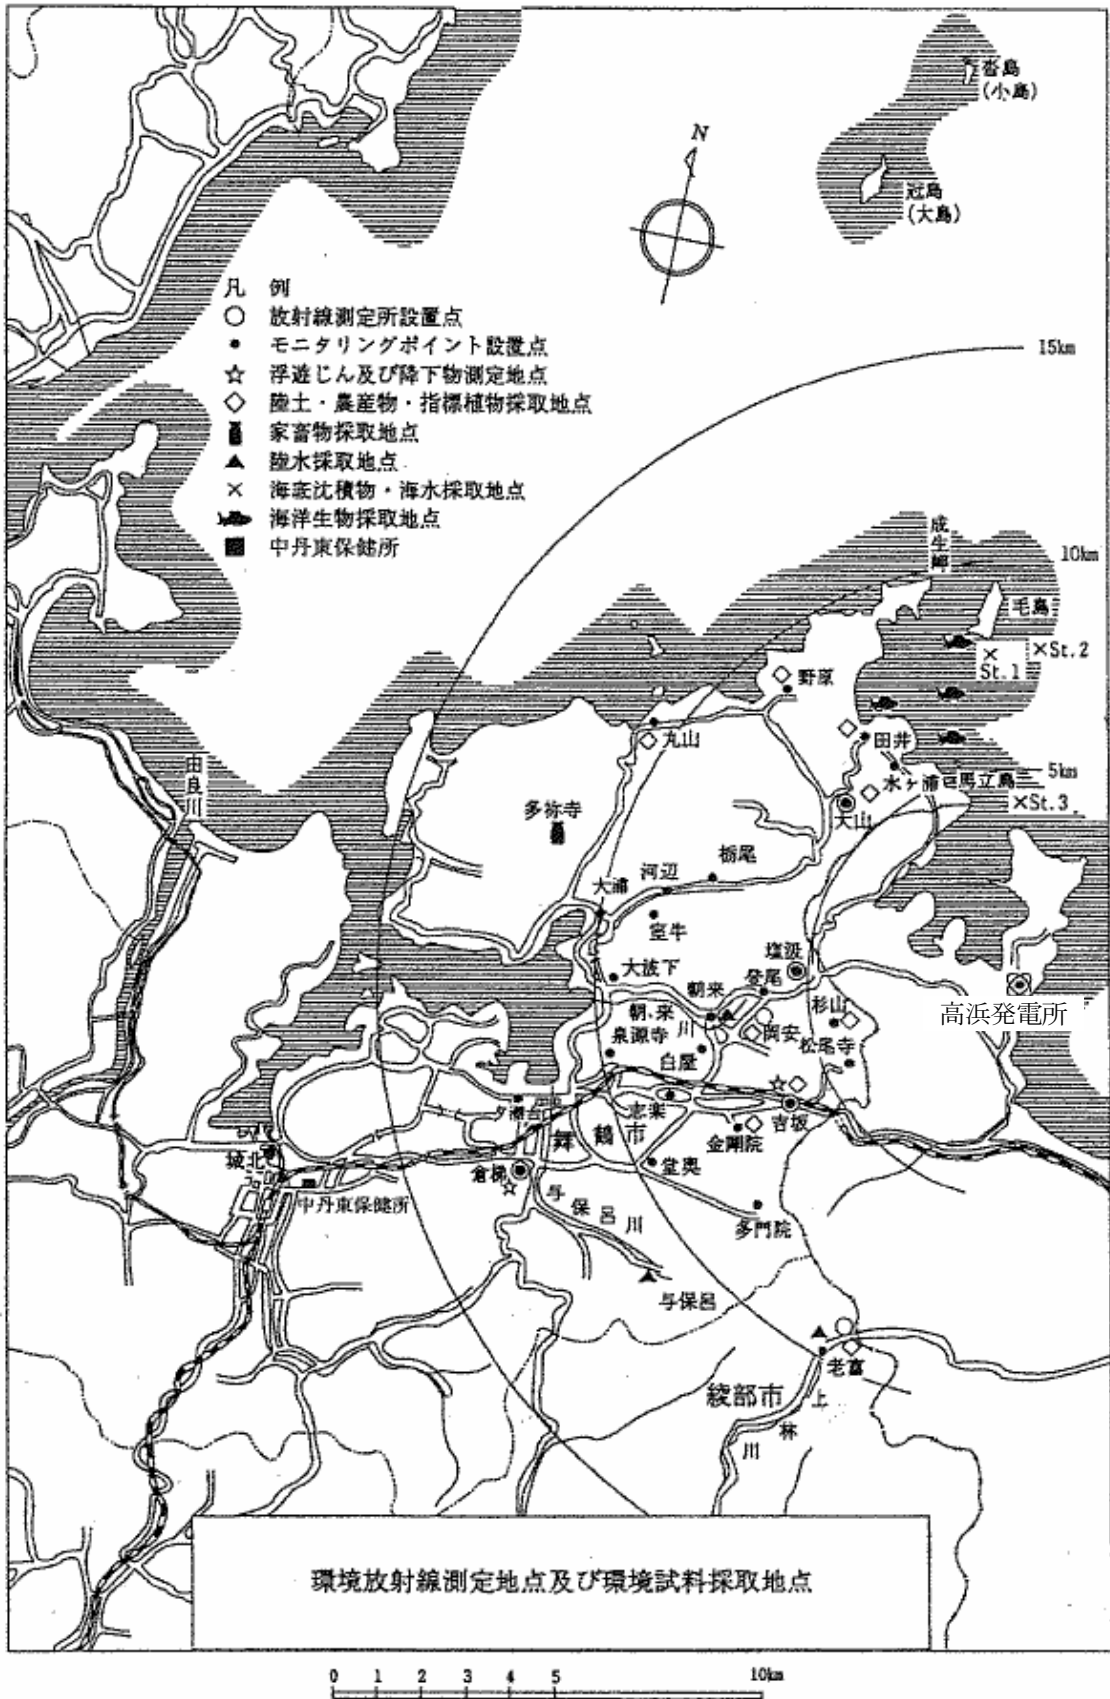 沓島
(小島)
N
冠島
(大島)
凡 例
放射線測定所設置点
モニタリングポイント設置点
浮遊じん及び降下物測定地点
陸土・農産物・指標植物採取地点
家畜物採取地点
陸水採取地点
海底沈積物・海水採取地点
海洋生物採取地点
中丹東保健所
15km
成生岬
10km
毛島
St.1
St.2
野原
丸山
田井
水ヶ浦
馬立島
5km
St.3
大山
由良川
多祢寺
栃尾
河辺
大浦
室牛
塩汲
大波下
登尾
朝来
杉山
高浜発電所
朝来川
岡安
泉源寺
松尾寺
白屋
志楽
吉坂
夕潮台
舞鶴市
金剛院
城北
倉梯
堂奥
中丹東保健所
与保呂川
多門院
与保呂
老富
綾部市
上林川
環境放射線測定地点及び環境試料採取地点
0 1 2 3 4 5 10km